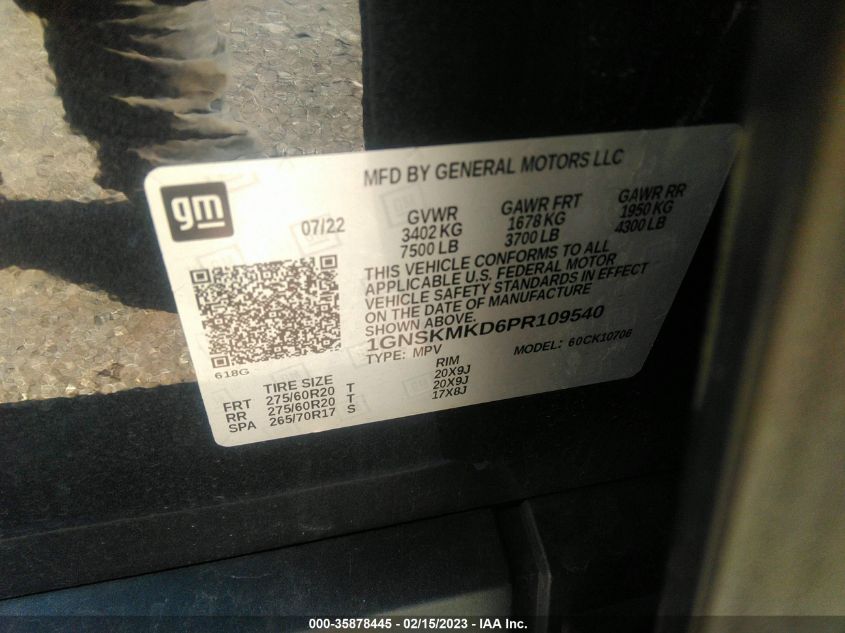 MFD BY GENERAL MOTORS LLC
gm
07/22
GVWR GAWR FRT GAWR RR
3402 KG 1678 KG 1950 KG
7500 LB 3700 LB 4300 LB
THIS VEHICLE CONFORMS TO ALL
APPLICABLE U.S. FEDERAL MOTOR
VEHICLE SAFETY STANDARDS IN EFFECT
ON THE DATE OF MANUFACTURE
SHOWN ABOVE.
1GNSKMKD6PR109540
TYPE: MPV MODEL: 60CK10706
618G
TIRE SIZE RIM
FRT 275/60R20 T 20X9J
RR 275/60R20 T 20X9J
SPA 265/70R17 S 17X8J
000-35878445 - 02/15/2023 - IAA Inc.